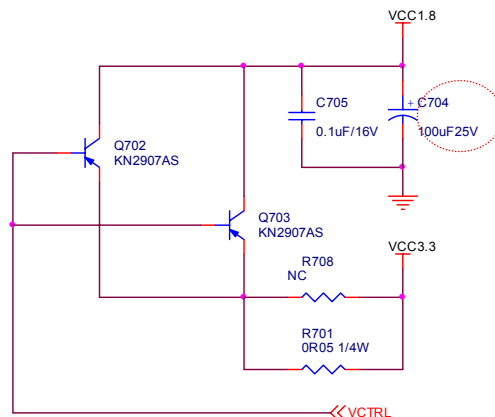 VCC1.8
C705
0.1uF/16V
+ C704
100uF25V
Q702
KN2907AS
Q703
KN2907AS
VCC3.3
R708
NC
R701
0R05 1/4W
VCTRL